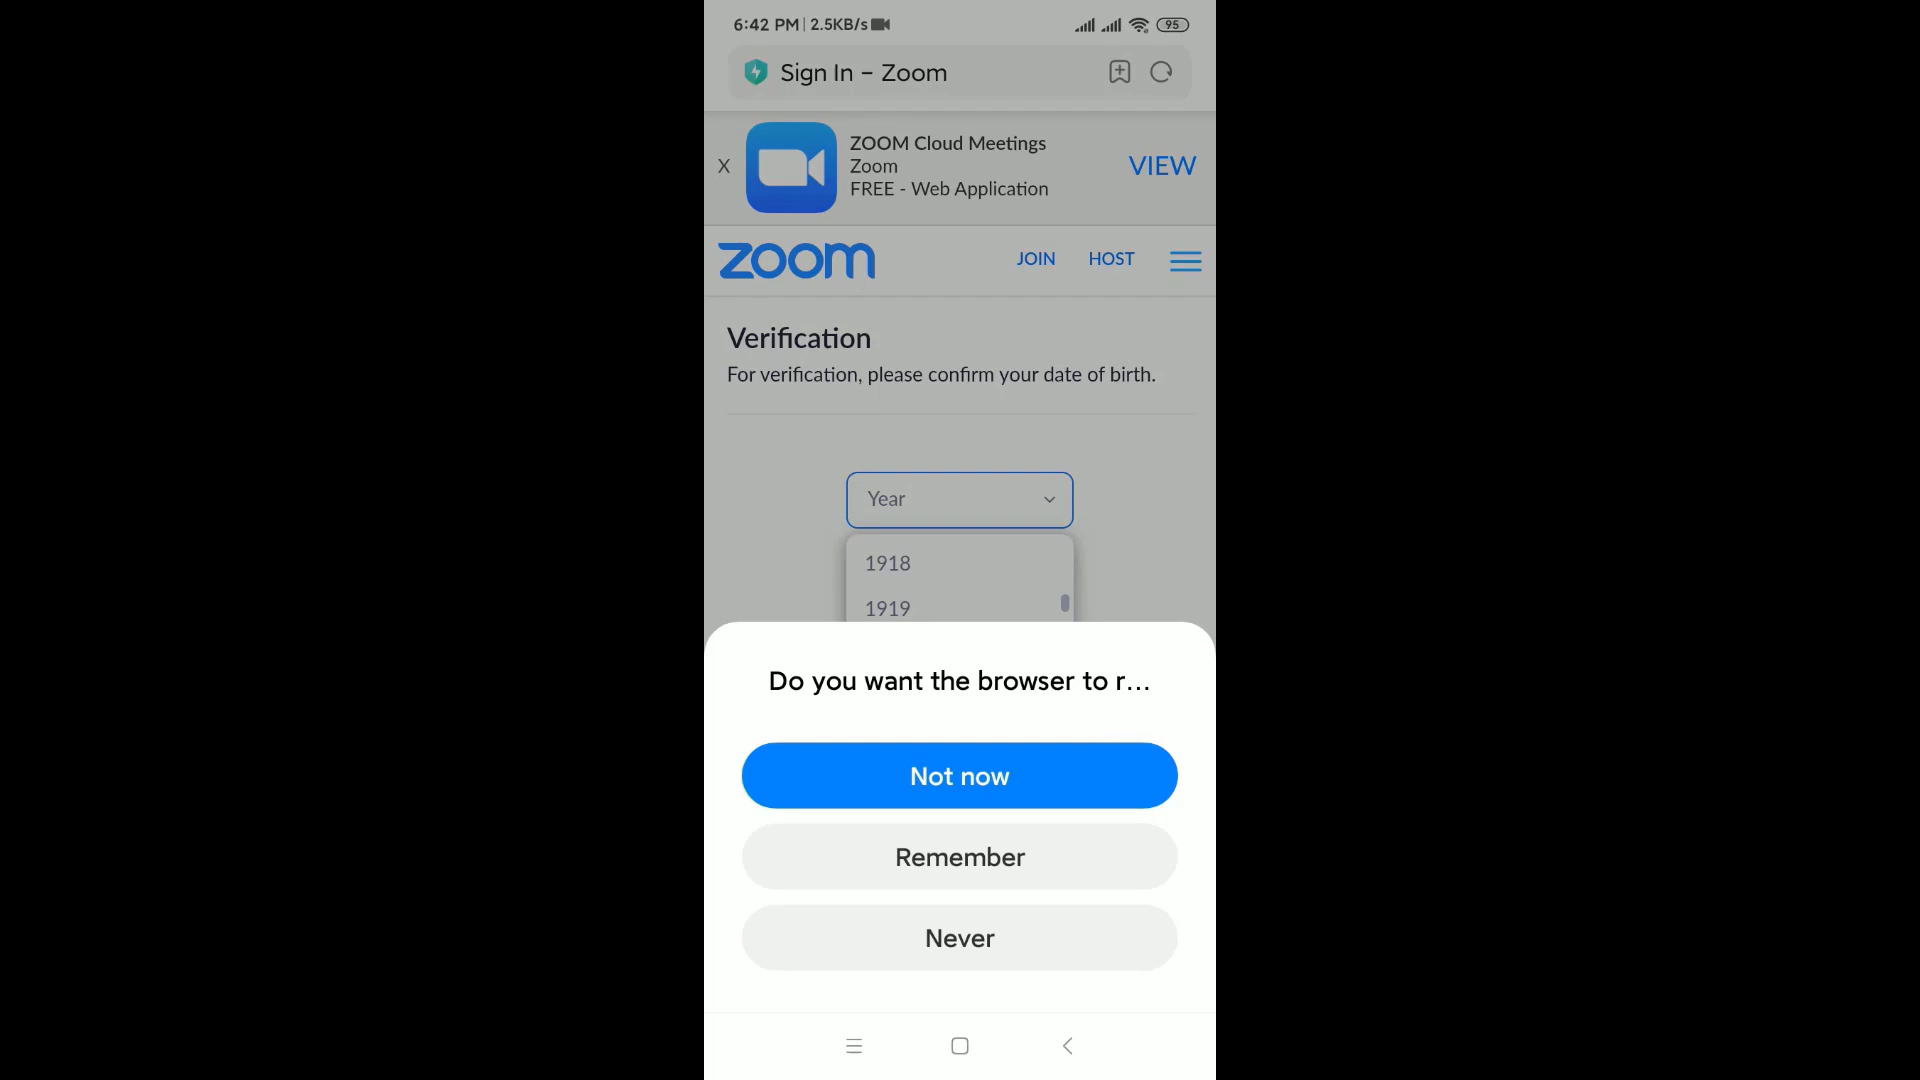 6:42 PM | 2.5KB/s 95
Sign In – Zoom
ZOOM Cloud Meetings
Zoom
FREE - Web Application
X
VIEW
zoom JOIN HOST
Verification
For verification, please confirm your date of birth.
Year
1918
1919
Do you want the browser to r...
Not now
Remember
Never